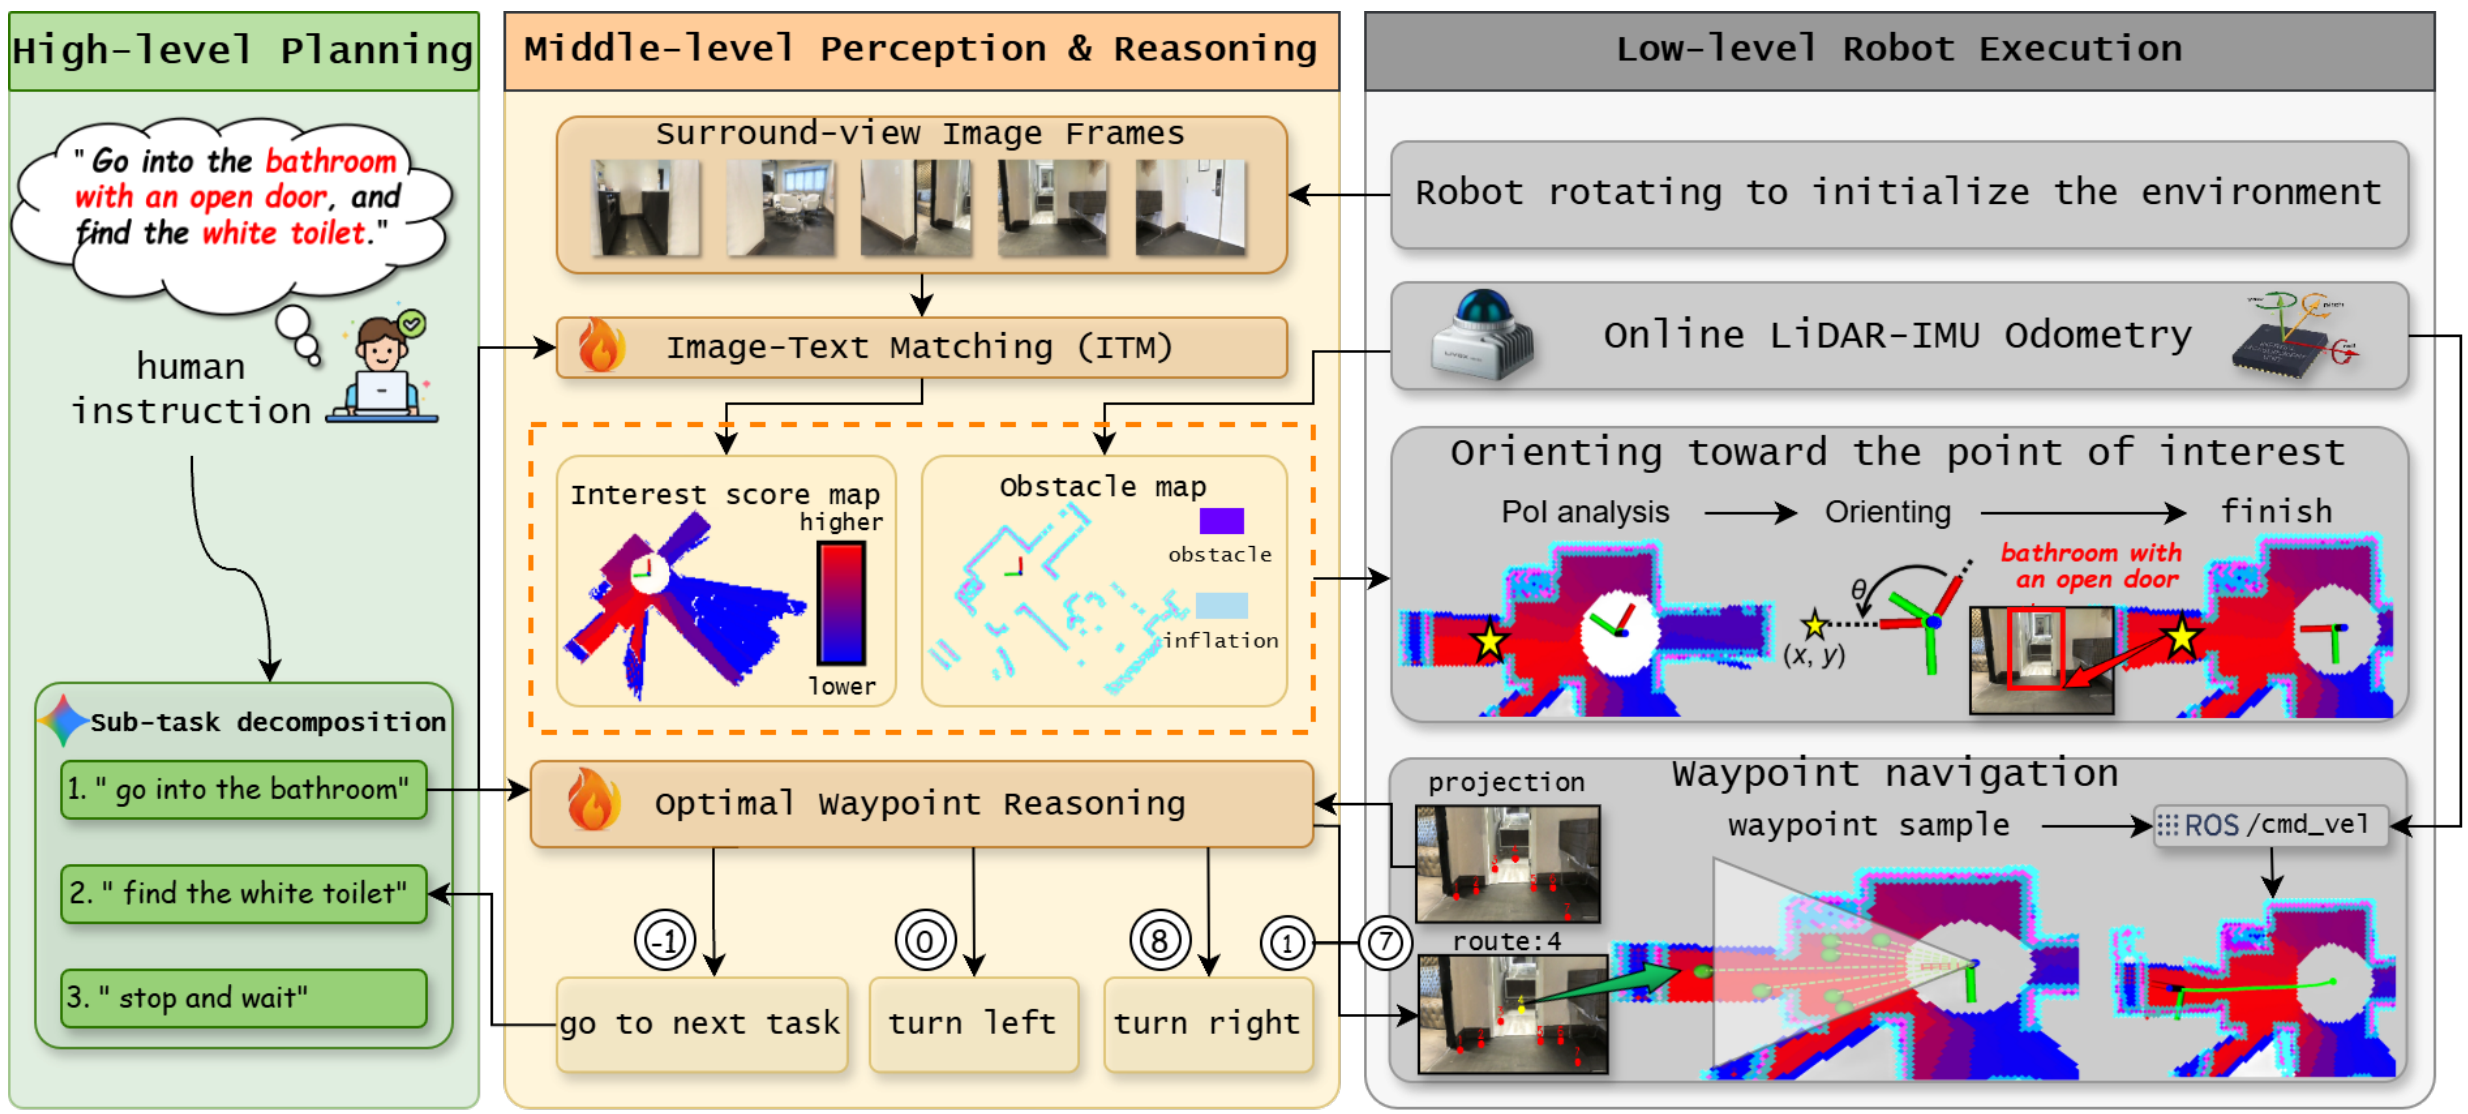 High-level Planning
" Go into the bathroom
with an open door, and
find the white toilet."
human
instruction
Sub-task decomposition
1. " go into the bathroom"
2. " find the white toilet"
3. " stop and wait"
Middle-level Perception & Reasoning
Surround-view Image Frames
Image-Text Matching (ITM)
Interest score map
higher
lower
Obstacle map
obstacle
inflation
Optimal Waypoint Reasoning
-1
0
8
1
7
go to next task
turn left
turn right
Low-level Robot Execution
Robot rotating to initialize the environment
Online LiDAR-IMU Odometry
Orienting toward the point of interest
PoI analysis
Orienting
finish
θ
(x, y)
bathroom with
an open door
Waypoint navigation
projection
waypoint sample
ROS /cmd_vel
route:4